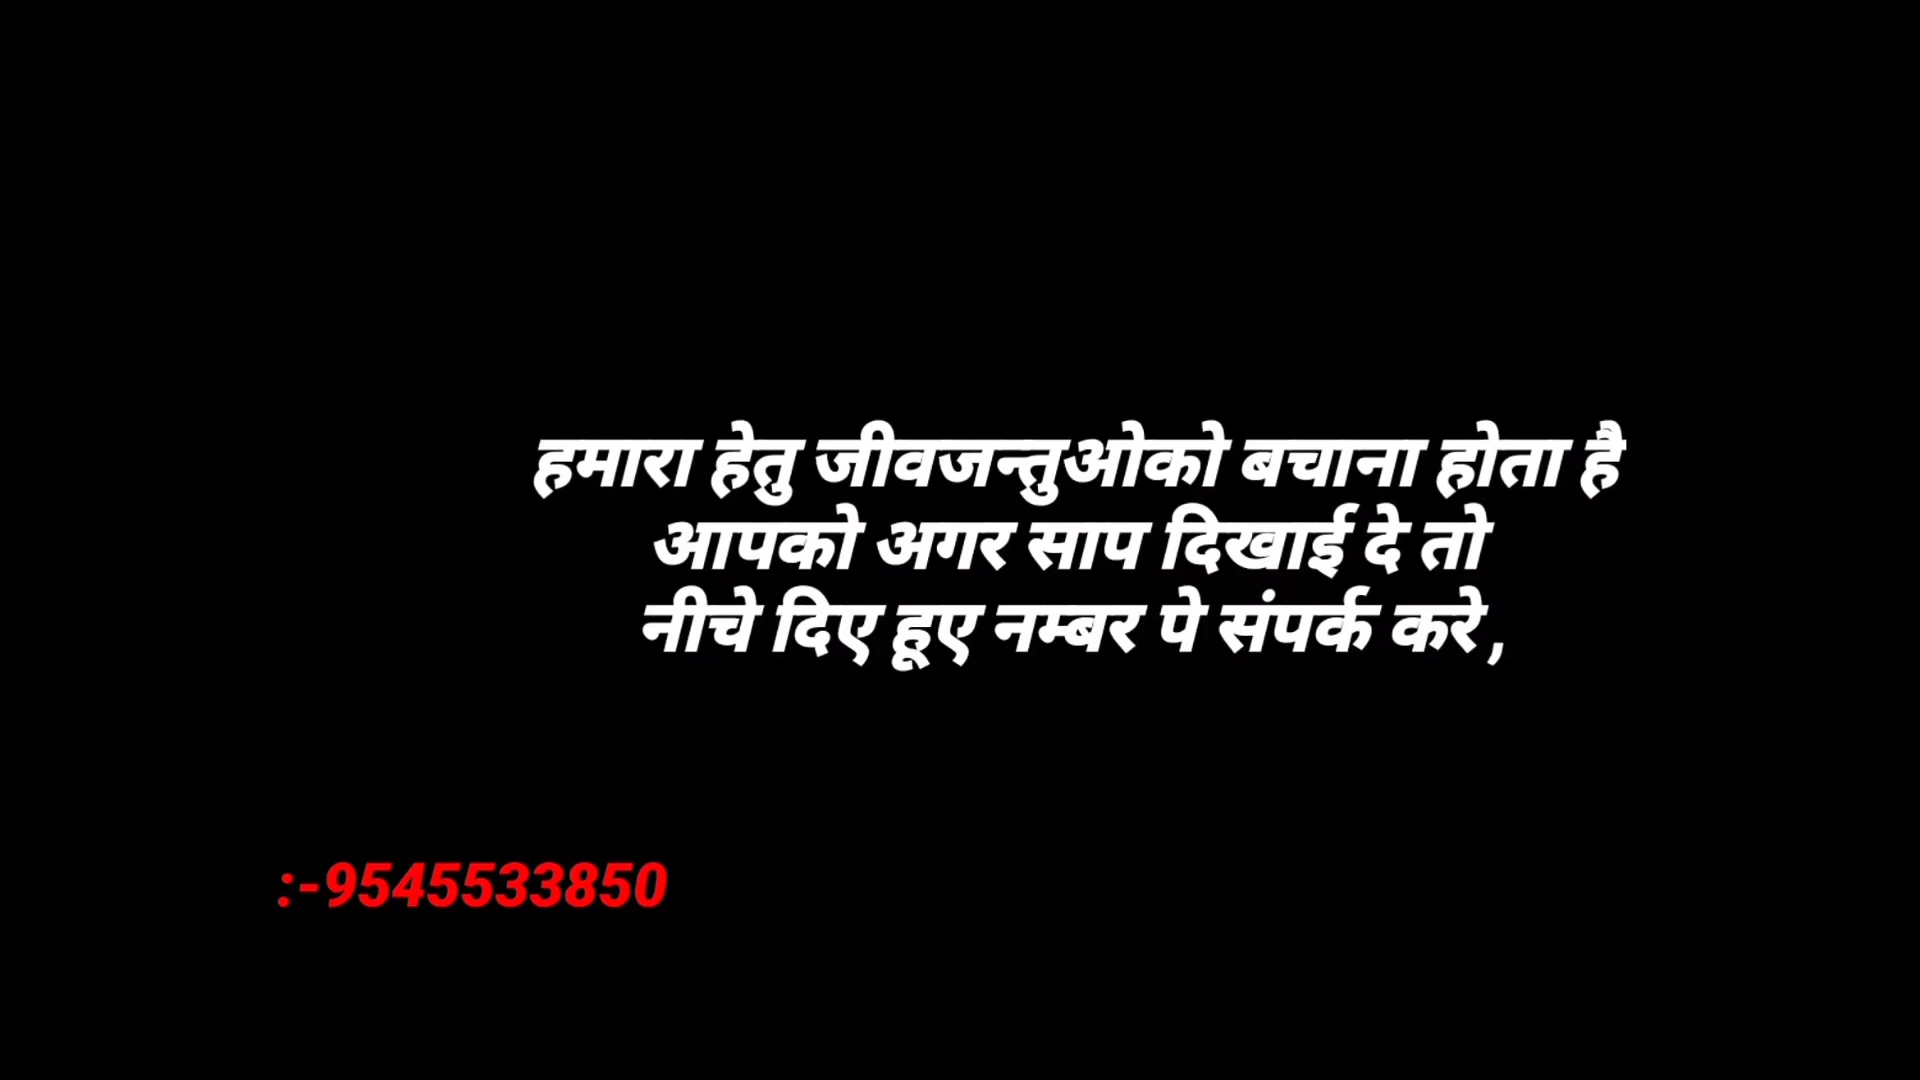 हमारा हेतु जीवजन्तुओको बचाना होता है
आपको अगर साप दिखाई दे तो
नीचे दिए हूए नम्बर पे संपर्क करे,
:-9545533850